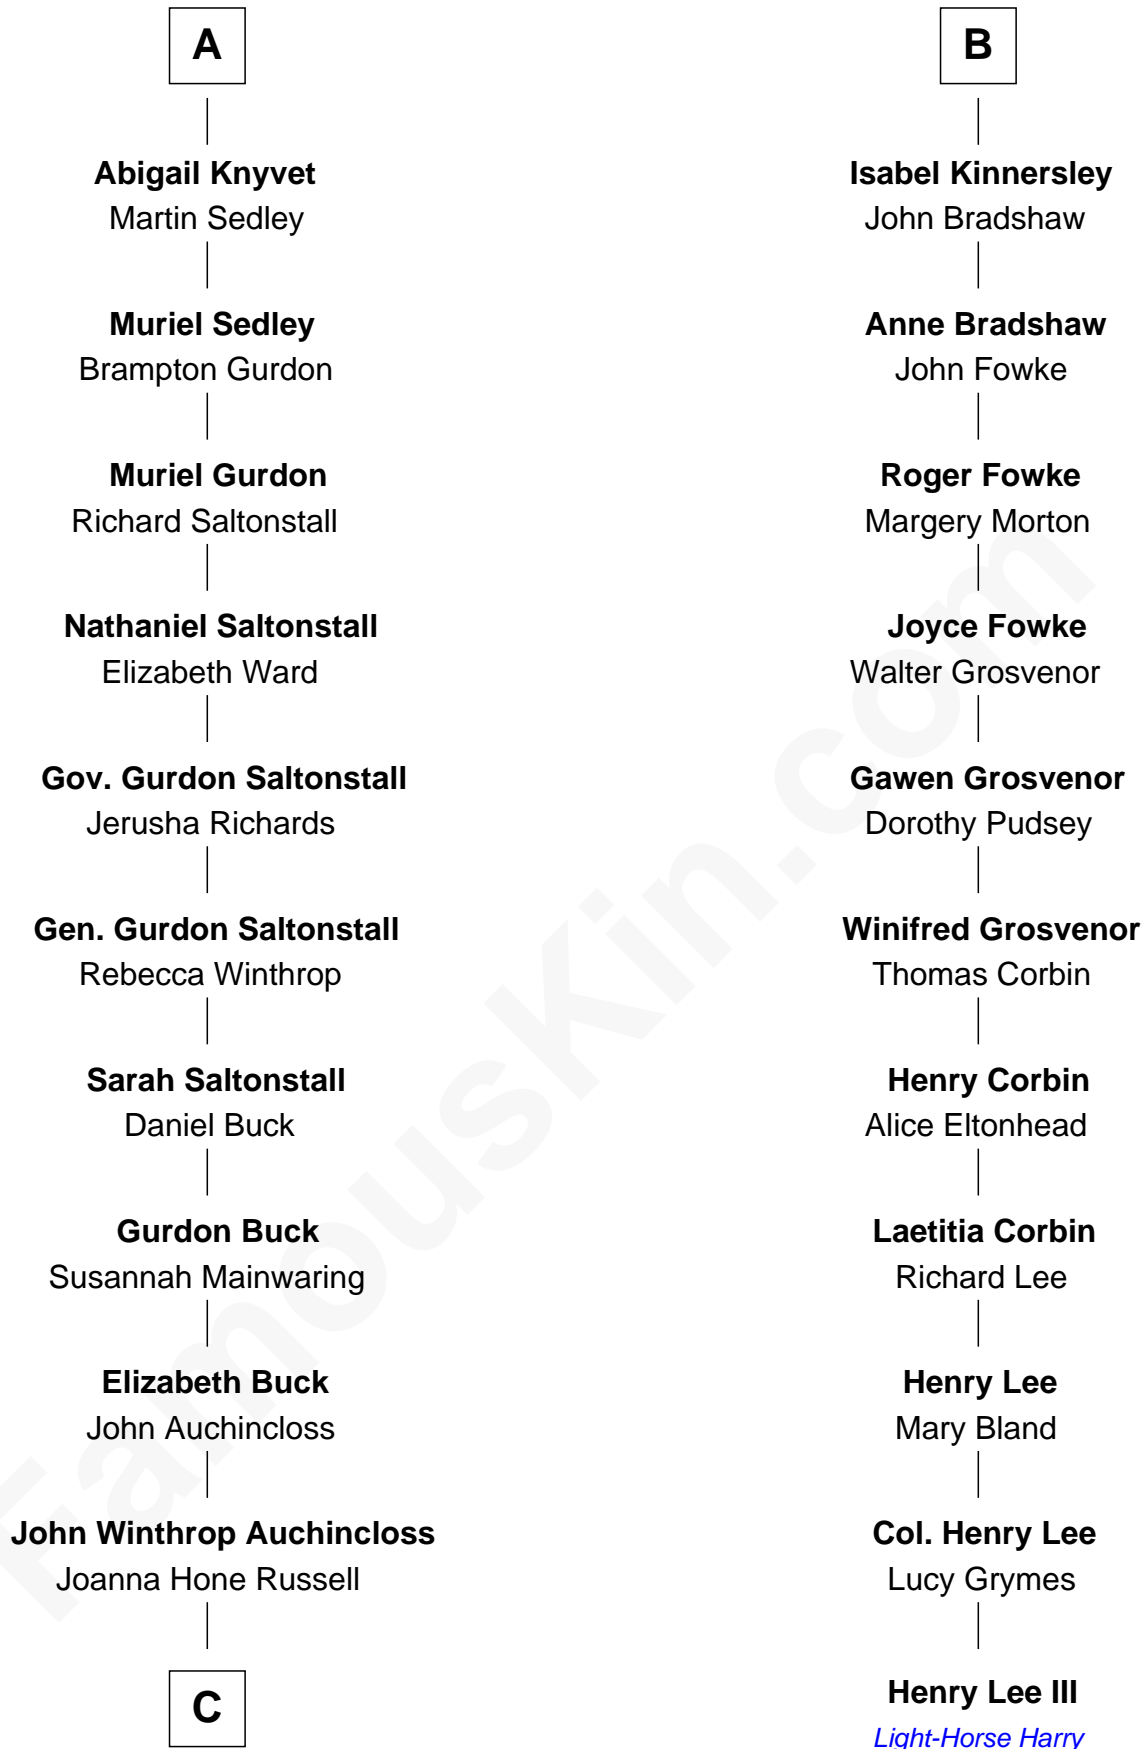 A
Abigail Knyvet
Martin Sedley
Muriel Sedley
Brampton Gurdon
Muriel Gurdon
Richard Saltonstall
Nathaniel Saltonstall
Elizabeth Ward
Gov. Gurdon Saltonstall
Jerusha Richards
Gen. Gurdon Saltonstall
Rebecca Winthrop
Sarah Saltonstall
Daniel Buck
Gurdon Buck
Susannah Mainwaring
Elizabeth Buck
John Auchincloss
John Winthrop Auchincloss
Joanna Hone Russell
C
B
Isabel Kinnersley
John Bradshaw
Anne Bradshaw
John Fowke
Roger Fowke
Margery Morton
Joyce Fowke
Walter Grosvenor
Gawen Grosvenor
Dorothy Pudsey
Winifred Grosvenor
Thomas Corbin
Henry Corbin
Alice Eltonhead
Laetitia Corbin
Richard Lee
Henry Lee
Mary Bland
Col. Henry Lee
Lucy Grymes
Henry Lee III
Light-Horse Harry
FamousKin.com